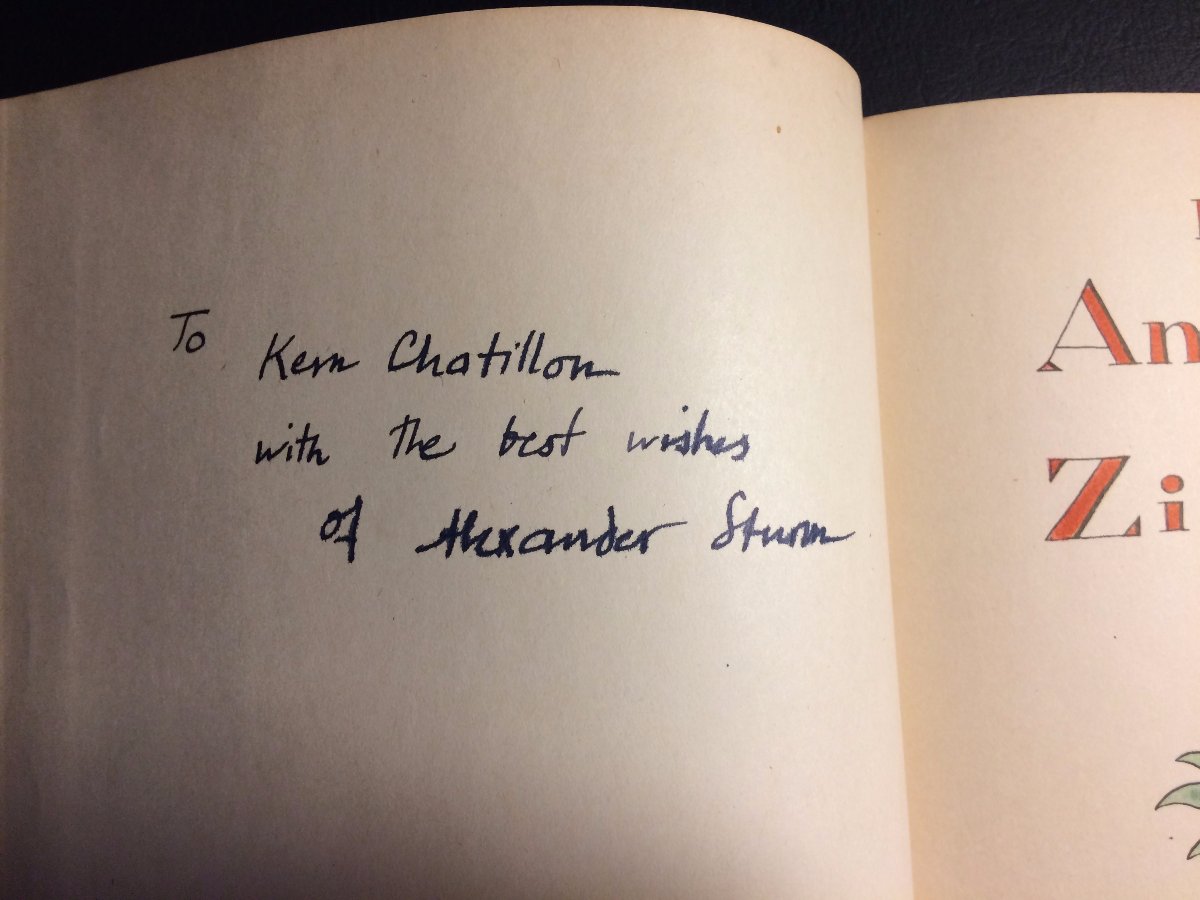 To Kern Chatillon
with the best wishes
of Alexander Sturm
An
Zi